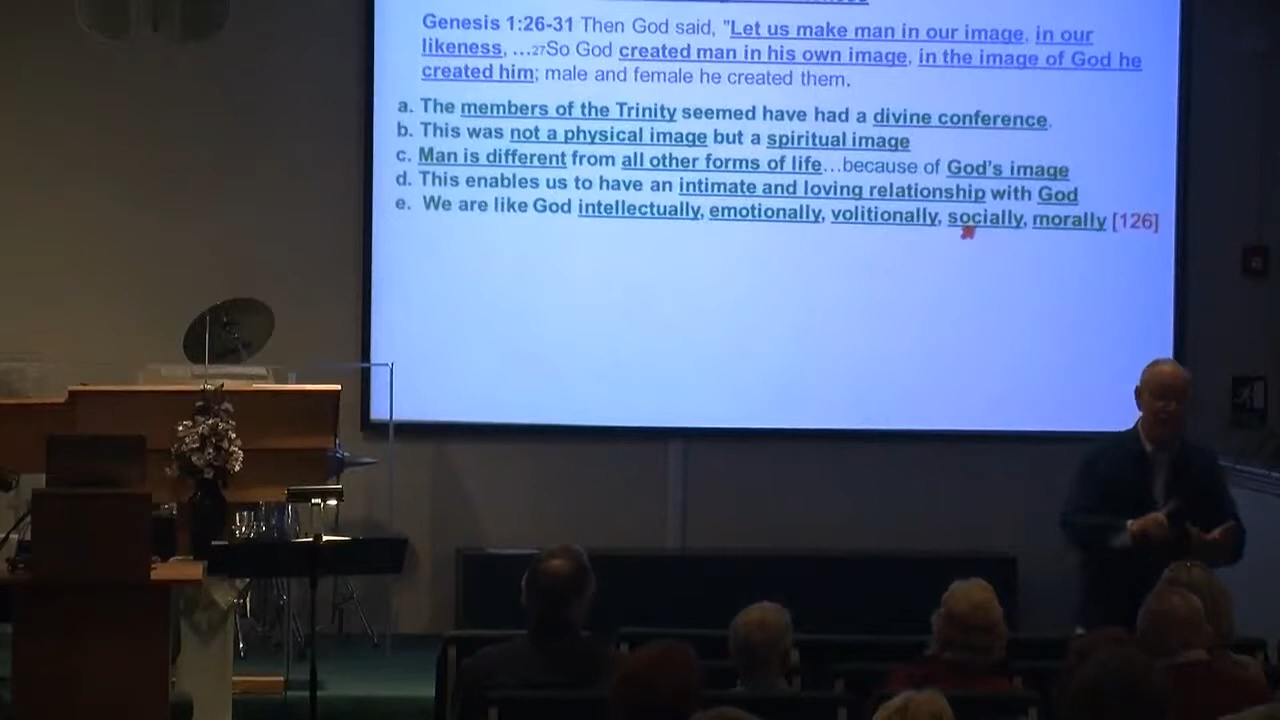 Genesis 1:26-31 Then God said, "Let us make man in our image, in our
likeness, ...27So God created man in his own image, in the image of God he
created him; male and female he created them.
a. The members of the Trinity seemed have had a divine conference.
b. This was not a physical image but a spiritual image
c. Man is different from all other forms of life...because of God's image
d. This enables us to have an intimate and loving relationship with God
e. We are like God intellectually, emotionally, volitionally, socially, morally [126]